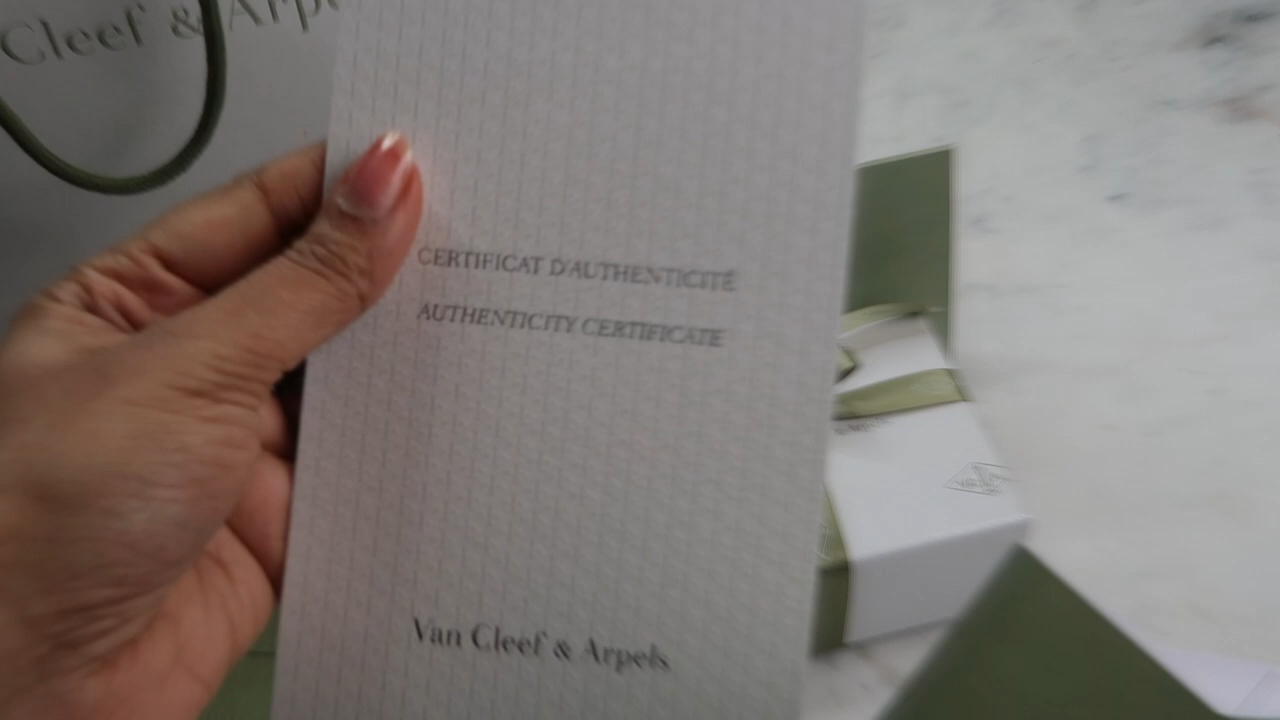 Cleef & Arpe
CERTIFICAT D'AUTHENTICITÉ
AUTHENTICITY CERTIFICATE
Van Cleef & Arpels